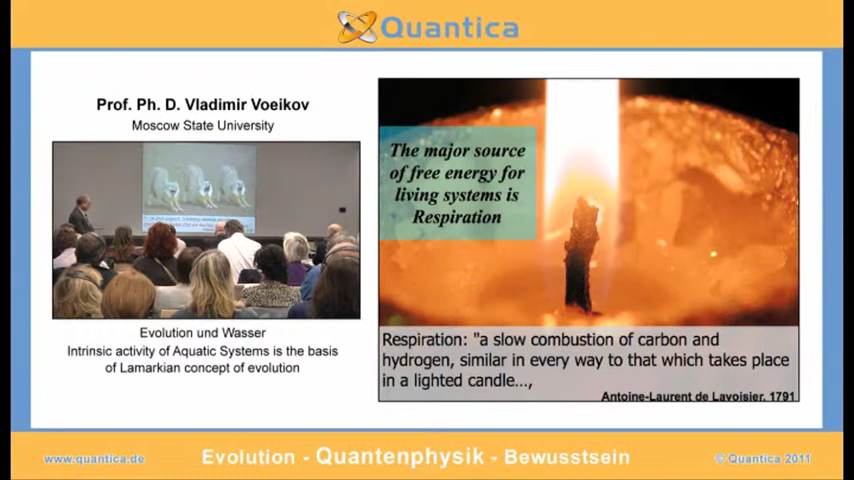 Quantica
Prof. Ph. D. Vladimir Voeikov
Moscow State University
Evolution und Wasser
Intrinsic activity of Aquatic Systems is the basis
of Lamarkian concept of evolution
The major source
of free energy for
living systems is
Respiration
Respiration: "a slow combustion of carbon and
hydrogen, similar in every way to that which takes place
in a lighted candle…,
Antoine-Laurent de Lavoisier, 1791
www.quantica.de
Evolution - Quantenphysik - Bewusstsein
© Quantica 2011